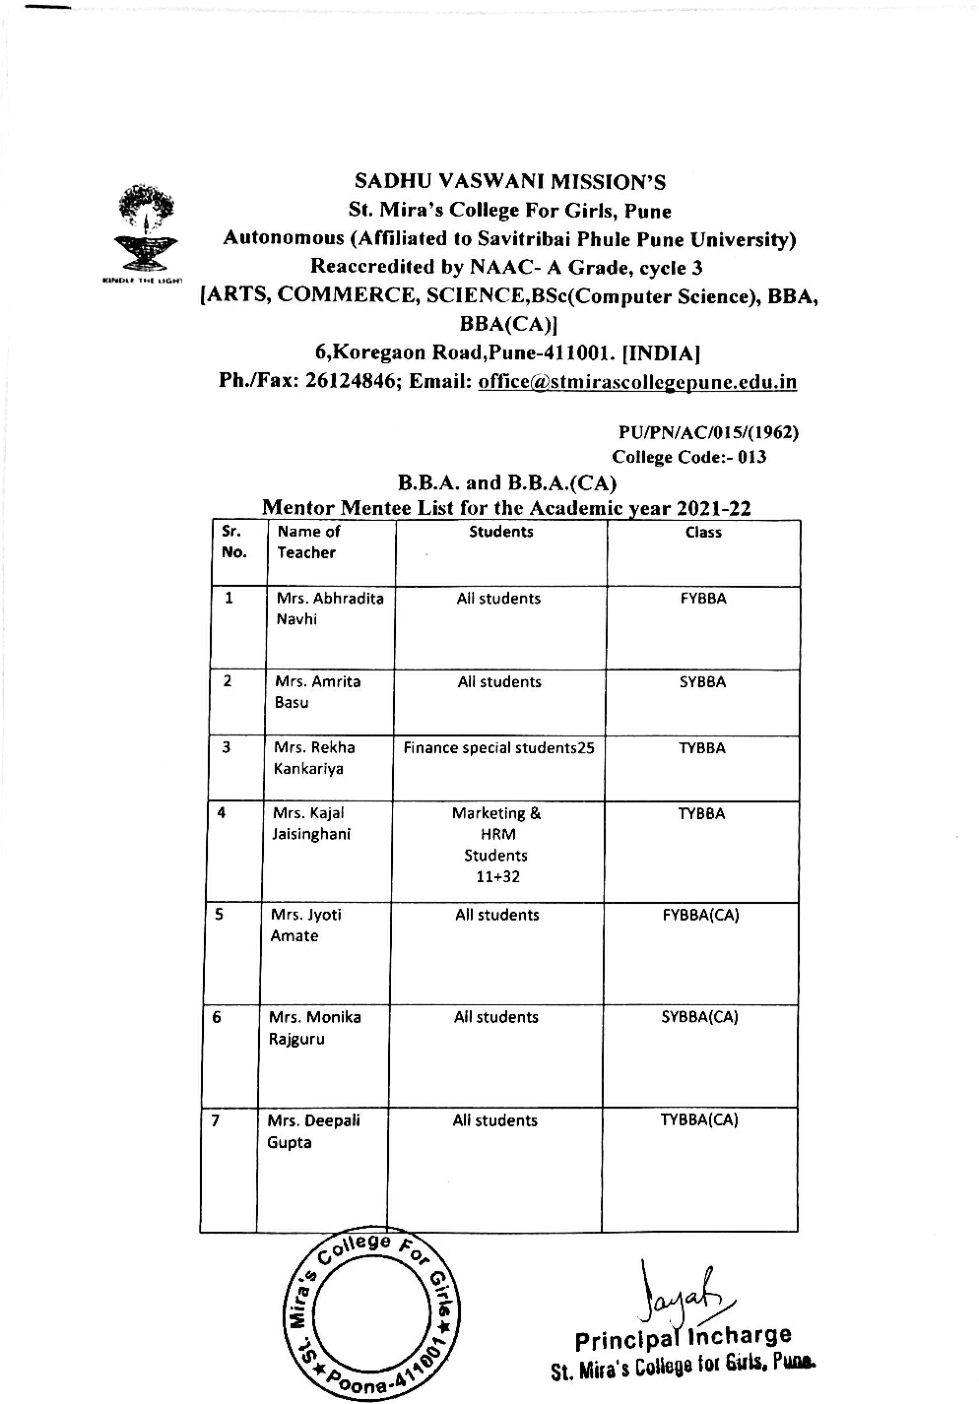 SADHU VASWANI MISSION'S
St. Mira's College For Girls, Pune
Autonomous (Affiliated to Savitribai Phule Pune University)
Reaccredited by NAAC- A Grade, cycle 3
[ARTS, COMMERCE, SCIENCE,BSc(Computer Science), BBA,
BBA(CA)]
6,Koregaon Road,Pune-411001. [INDIA]
Ph./Fax: 26124846; Email: office@stmirascollegepune.edu.in
KINDLE THE LIGHT
PU/PN/AC/015/(1962)
College Code:- 013
B.B.A. and B.B.A.(CA)
Mentor Mentee List for the Academic year 2021-22
Sr. Name of Students Class
No. Teacher
1 Mrs. Abhradita All students FYBBA
Navhi
2 Mrs. Amrita All students SYBBA
Basu
3 Mrs. Rekha Finance special students25 TYBBA
Kankariya
4 Mrs. Kajal Marketing & TYBBA
Jaisinghani HRM
Students
11+32
5 Mrs. Jyoti All students FYBBA(CA)
Amate
6 Mrs. Monika All students SYBBA(CA)
Rajguru
7 Mrs. Deepali All students TYBBA(CA)
Gupta
St. Mira's College For Girls
Poona-411001
Principal Incharge
St. Mira's College for Girls, Pune.